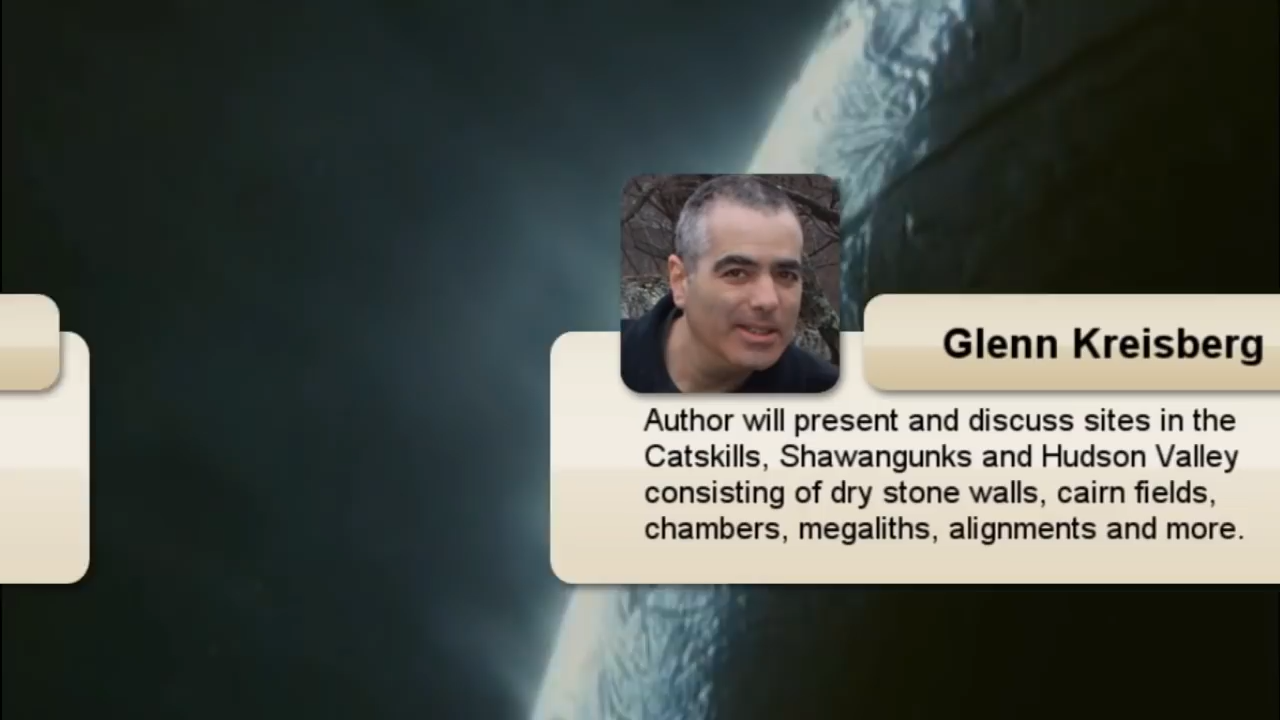 Glenn Kreisberg
Author will present and discuss sites in the
Catskills, Shawangunks and Hudson Valley
consisting of dry stone walls, cairn fields,
chambers, megaliths, alignments and more.